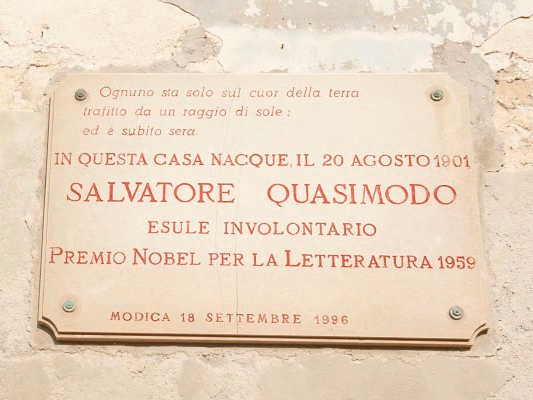 Ognuno sta solo sul cuor della terra
trafitto da un raggio di sole:
ed è subito sera.
IN QUESTA CASA NACQUE, IL 20 AGOSTO 1901
SALVATORE QUASIMODO
ESULE INVOLONTARIO
PREMIO NOBEL PER LA LETTERATURA 1959
MODICA 18 SETTEMBRE 1996